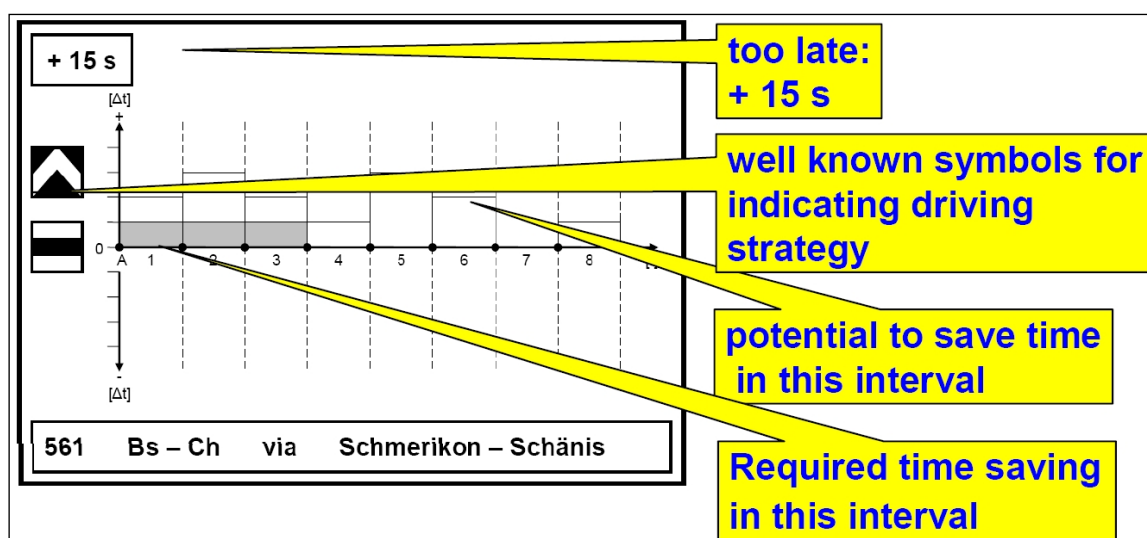 + 15 s
[Δt]
+
0
A 1 2 3 4 5 6 7 8
-
[Δt]
561 Bs – Ch via Schmerikon – Schänis
too late:
+ 15 s
well known symbols for
indicating driving
strategy
potential to save time
in this interval
Required time saving
in this interval